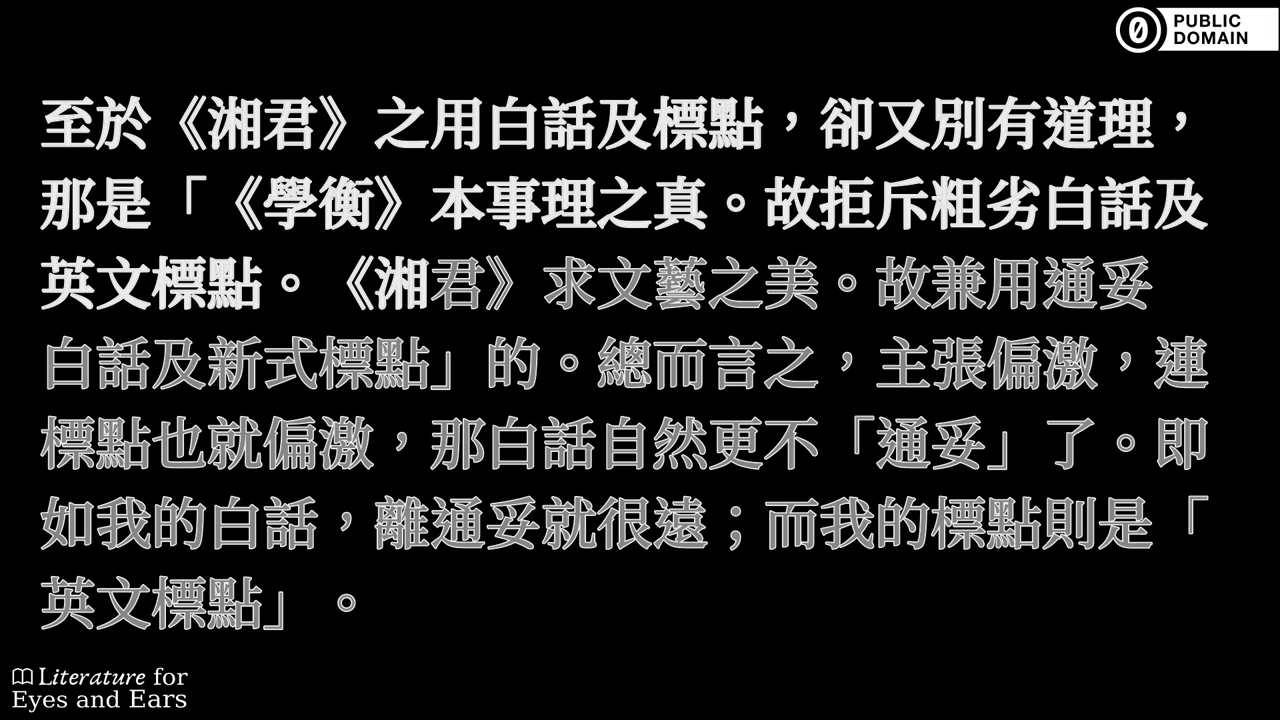 PUBLIC
DOMAIN
至於《湘君》之用白話及標點，卻又別有道理，
那是「《學衡》本事理之真。故拒斥粗劣白話及
英文標點。《湘君》求文藝之美。故兼用通妥
白話及新式標點」的。總而言之，主張偏激，連
標點也就偏激，那白話自然更不「通妥」了。即
如我的白話，離通妥就很遠；而我的標點則是「
英文標點」。
Literature for
Eyes and Ears